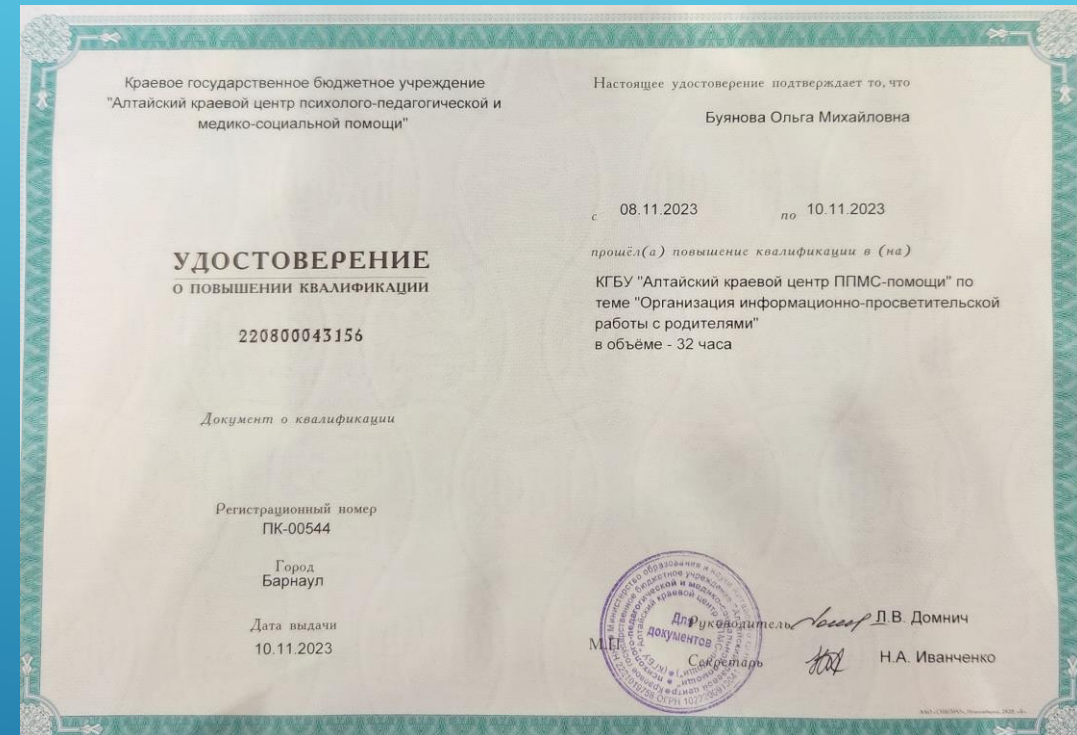 Краевое государственное бюджетное учреждение
"Алтайский краевой центр психолого-педагогической и
медико-социальной помощи"
УДОСТОВЕРЕНИЕ
О ПОВЫШЕНИИ КВАЛИФИКАЦИИ
220800043156
Документ о квалификации
Регистрационный номер
ПК-00544
Город
Барнаул
Дата выдачи
10.11.2023
Настоящее удостоверение подтверждает то, что
Буянова Ольга Михайловна
с 08.11.2023 по 10.11.2023
прошёл(а) повышение квалификации в (на)
КГБУ "Алтайский краевой центр ППМС-помощи" по
теме "Организация информационно-просветительской
работы с родителями"
в объёме - 32 часа
Руководитель Л.В. Домнич
М.П.
Секретарь Н.А. Иванченко
Для
документов